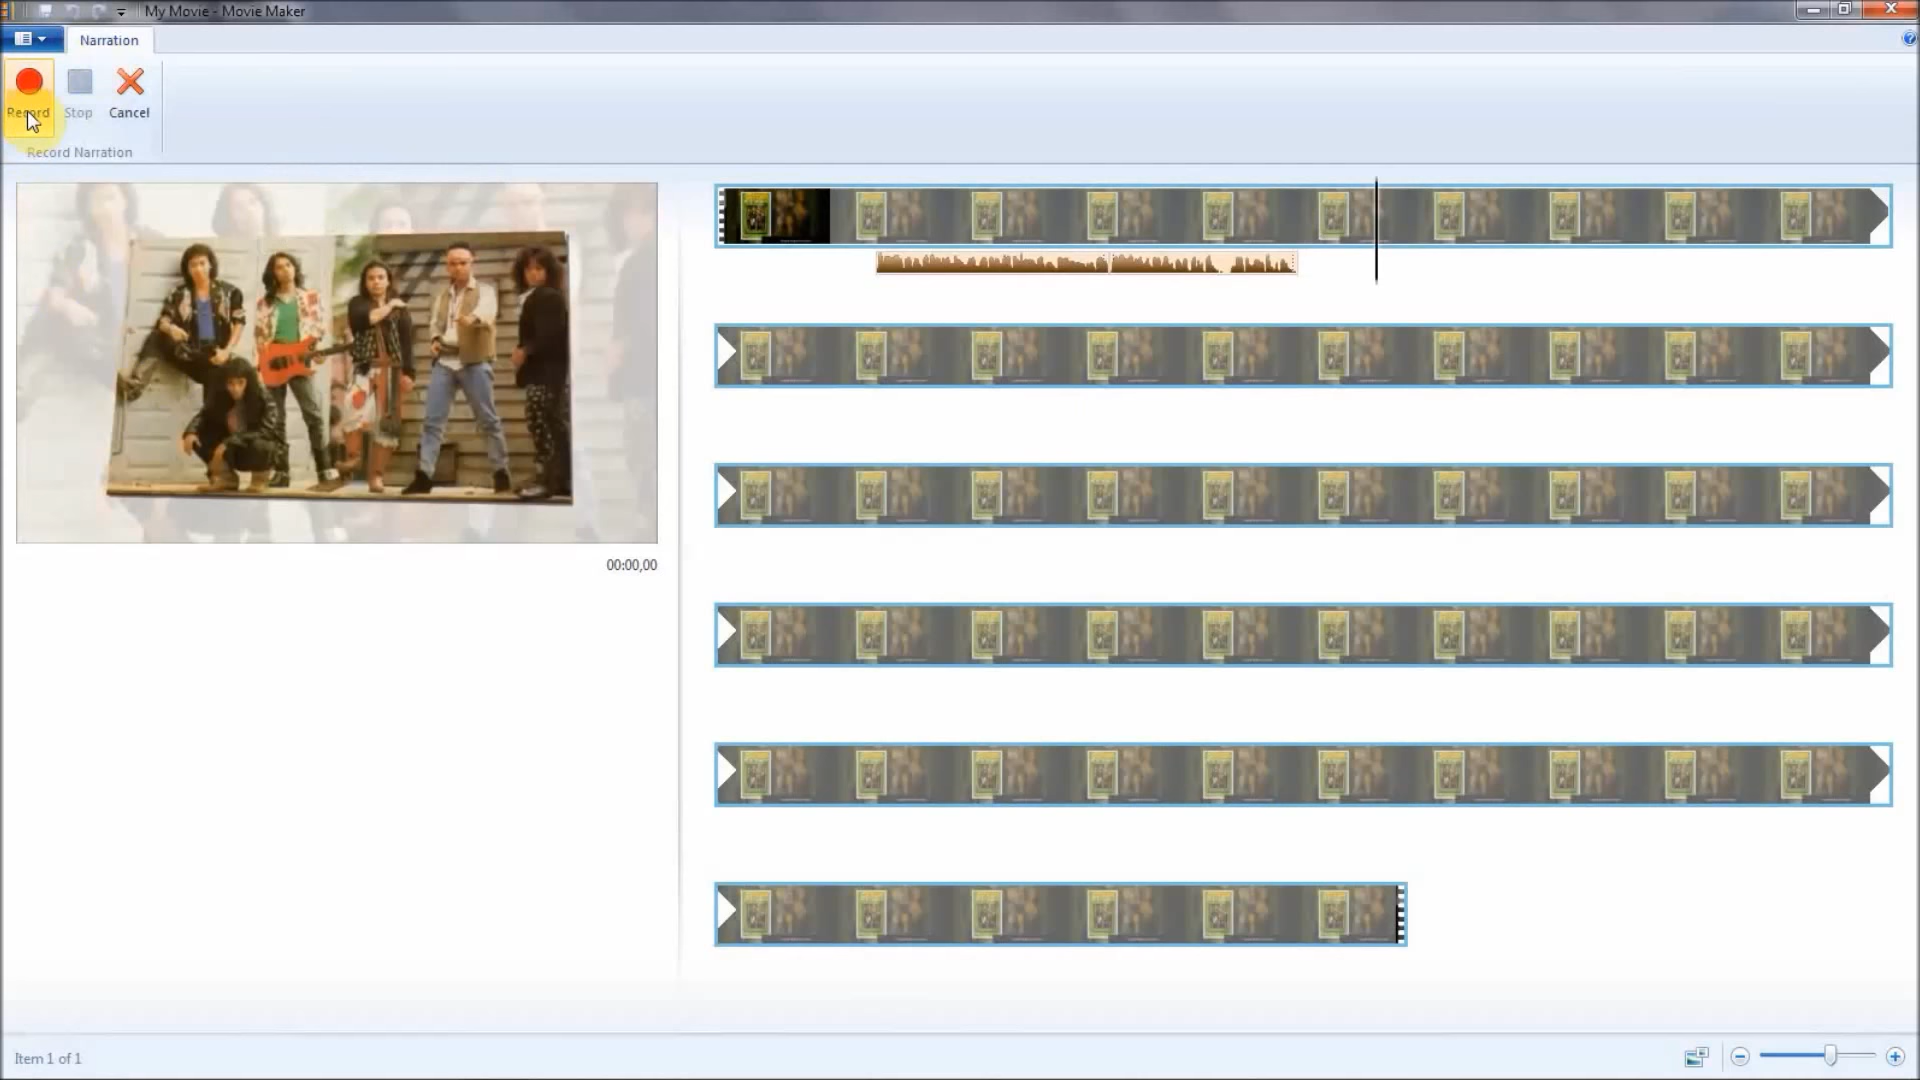 My Movie - Movie Maker
Narration
Record
Stop
Cancel
Record Narration
00:00,00
Item 1 of 1